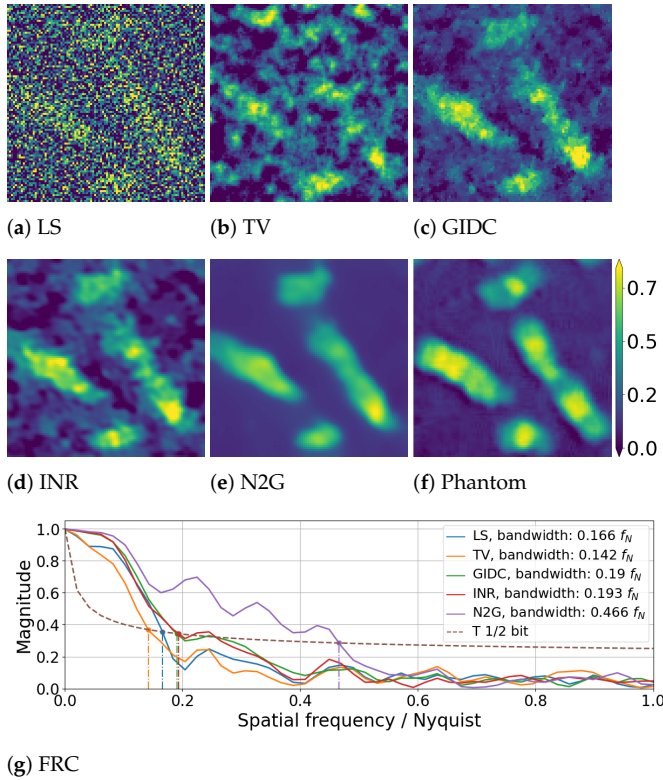 (a) LS
(b) TV
(c) GIDC
0.7
0.5
0.2
0.0
(d) INR
(e) N2G
(f) Phantom
1.0
0.8
0.6
0.4
0.2
0.0
Magnitude
LS, bandwidth: 0.166 f_N
TV, bandwidth: 0.142 f_N
GIDC, bandwidth: 0.19 f_N
INR, bandwidth: 0.193 f_N
N2G, bandwidth: 0.466 f_N
T 1/2 bit
0.0 0.2 0.4 0.6 0.8 1.0
Spatial frequency / Nyquist
(g) FRC